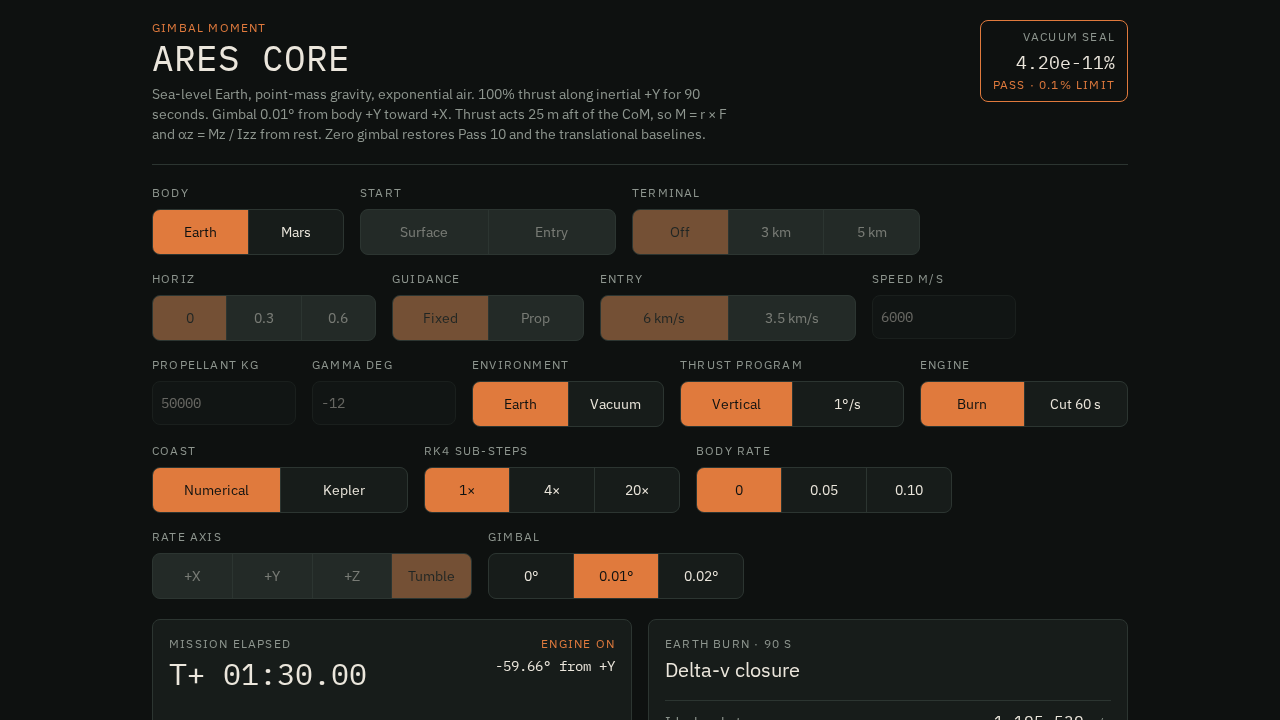 GIMBAL MOMENT
ARES CORE
Sea-level Earth, point-mass gravity, exponential air. 100% thrust along inertial +Y for 90
seconds. Gimbal 0.01° from body +Y toward +X. Thrust acts 25 m aft of the CoM, so M = r × F
and αz = Mz / Izz from rest. Zero gimbal restores Pass 10 and the translational baselines.
VACUUM SEAL
4.20e-11%
PASS · 0.1% LIMIT
BODY START TERMINAL
Earth Mars Surface Entry Off 3 km 5 km
HORIZ GUIDANCE ENTRY SPEED M/S
0 0.3 0.6 Fixed Prop 6 km/s 3.5 km/s 6000
PROPELLANT KG GAMMA DEG ENVIRONMENT THRUST PROGRAM ENGINE
50000 -12 Earth Vacuum Vertical 1°/s Burn Cut 60 s
COAST RK4 SUB-STEPS BODY RATE
Numerical Kepler 1× 4× 20× 0 0.05 0.10
RATE AXIS GIMBAL
+X +Y +Z Tumble 0° 0.01° 0.02°
MISSION ELAPSED ENGINE ON
T+ 01:30.00 -59.66° from +Y
EARTH BURN · 90 S
Delta-v closure